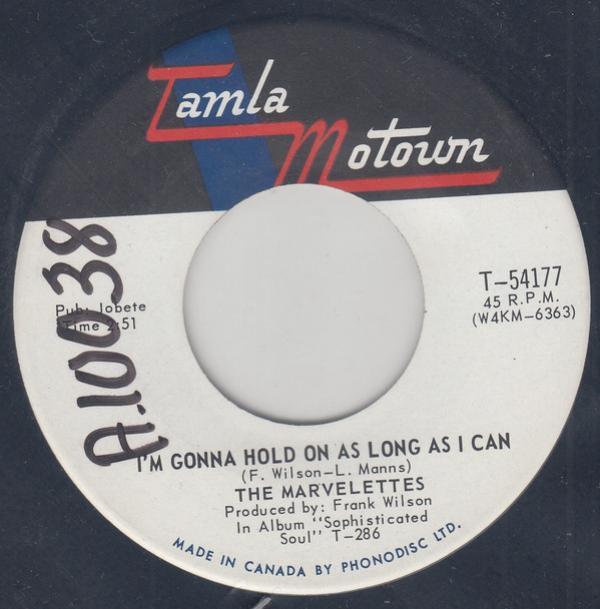 Tamla
Motown
T-54177
45 R.P.M.
(W4KM-6363)
Pub: Jobete
Time 2:51
A.10038
I'M GONNA HOLD ON AS LONG AS I CAN
(F. Wilson-L. Manns)
THE MARVELETTES
Produced by: Frank Wilson
In Album "Sophisticated
Soul" T-286
MADE IN CANADA BY PHONODISC LTD.